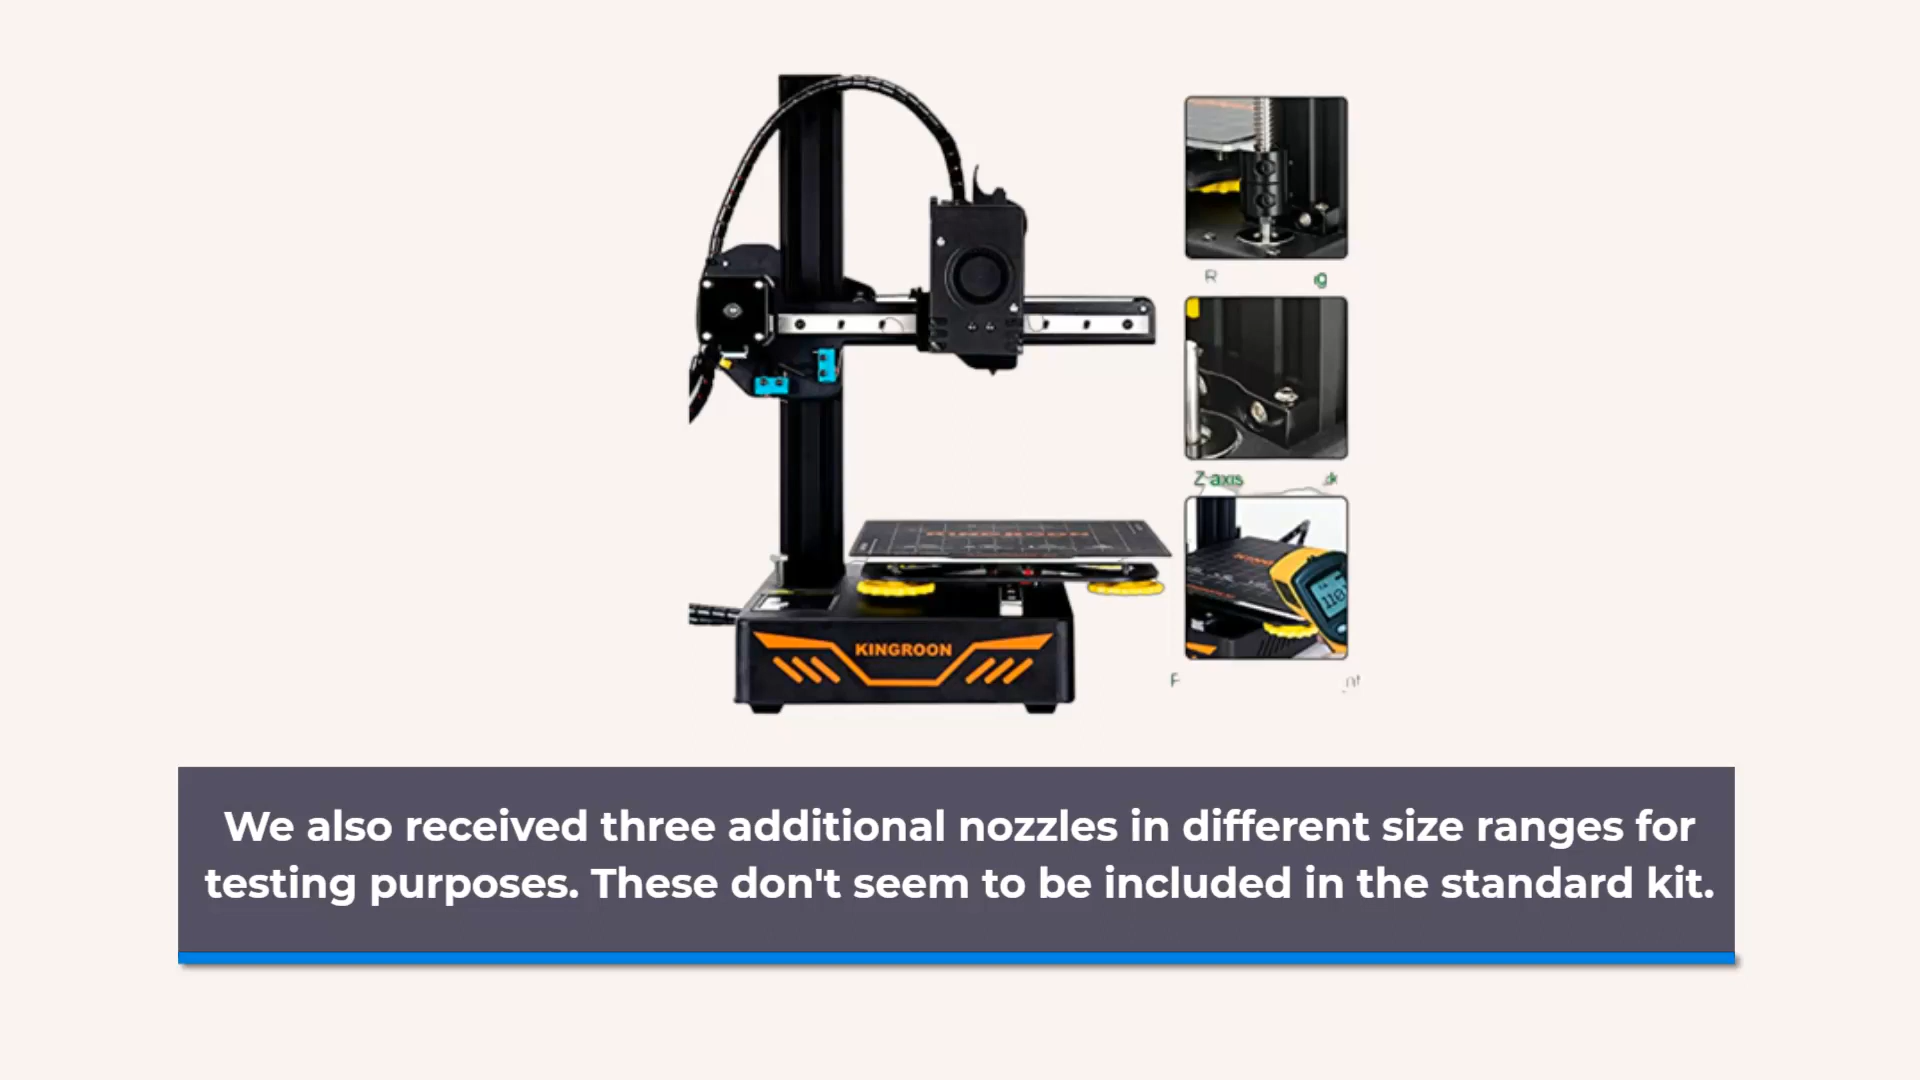 Z-axis
KINGROON
We also received three additional nozzles in different size ranges for
testing purposes. These don't seem to be included in the standard kit.